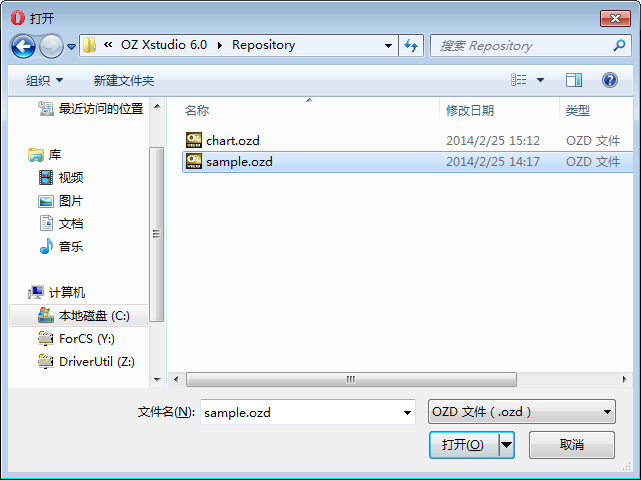 打开
« OZ Xstudio 6.0 Repository
搜索 Repository
组织 新建文件夹
名称 修改日期 类型
最近访问的位置
库
视频
图片
文档
音乐
计算机
本地磁盘 (C:)
ForCS (Y:)
DriverUtil (Z:)
chart.ozd 2014/2/25 15:12 OZD 文件
sample.ozd 2014/2/25 14:17 OZD 文件
文件名(N): sample.ozd OZD 文件 ( .ozd )
打开(O) 取消